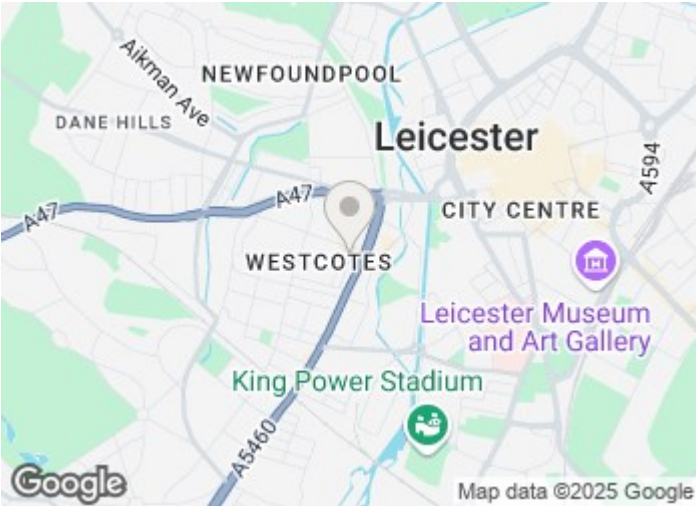 Aikman Ave
NEWFOUNDPOOL
DANE HILLS
Leicester
A594
A47
A47
CITY CENTRE
WESTCOTES
Leicester Museum
and Art Gallery
King Power Stadium
A5460
Google
Map data ©2025 Google